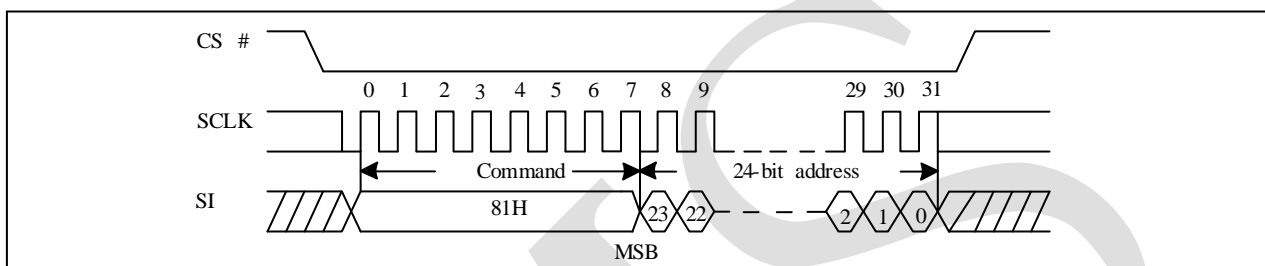 CS #
0 1 2 3 4 5 6 7 8 9 29 30 31
SCLK
Command 24-bit address
SI 81H 23 22 2 1 0
MSB